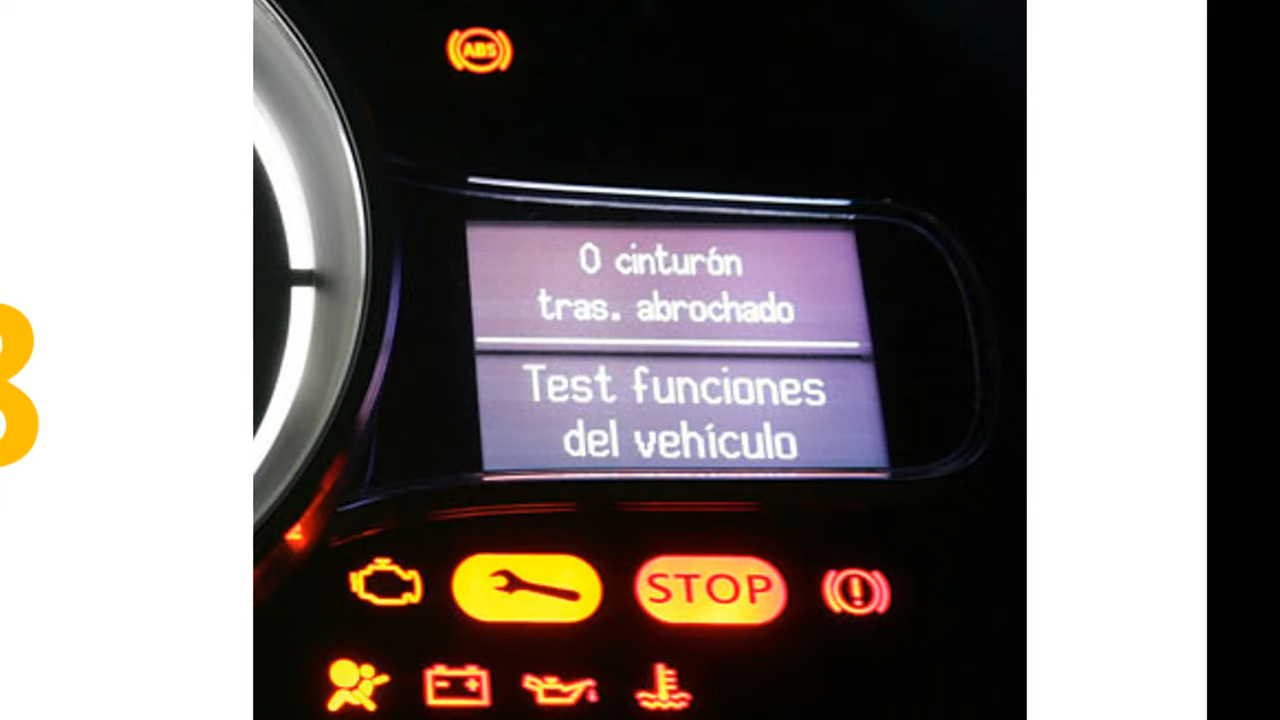 ABS
0 cinturón
tras. abrochado
Test funciones
del vehículo
STOP